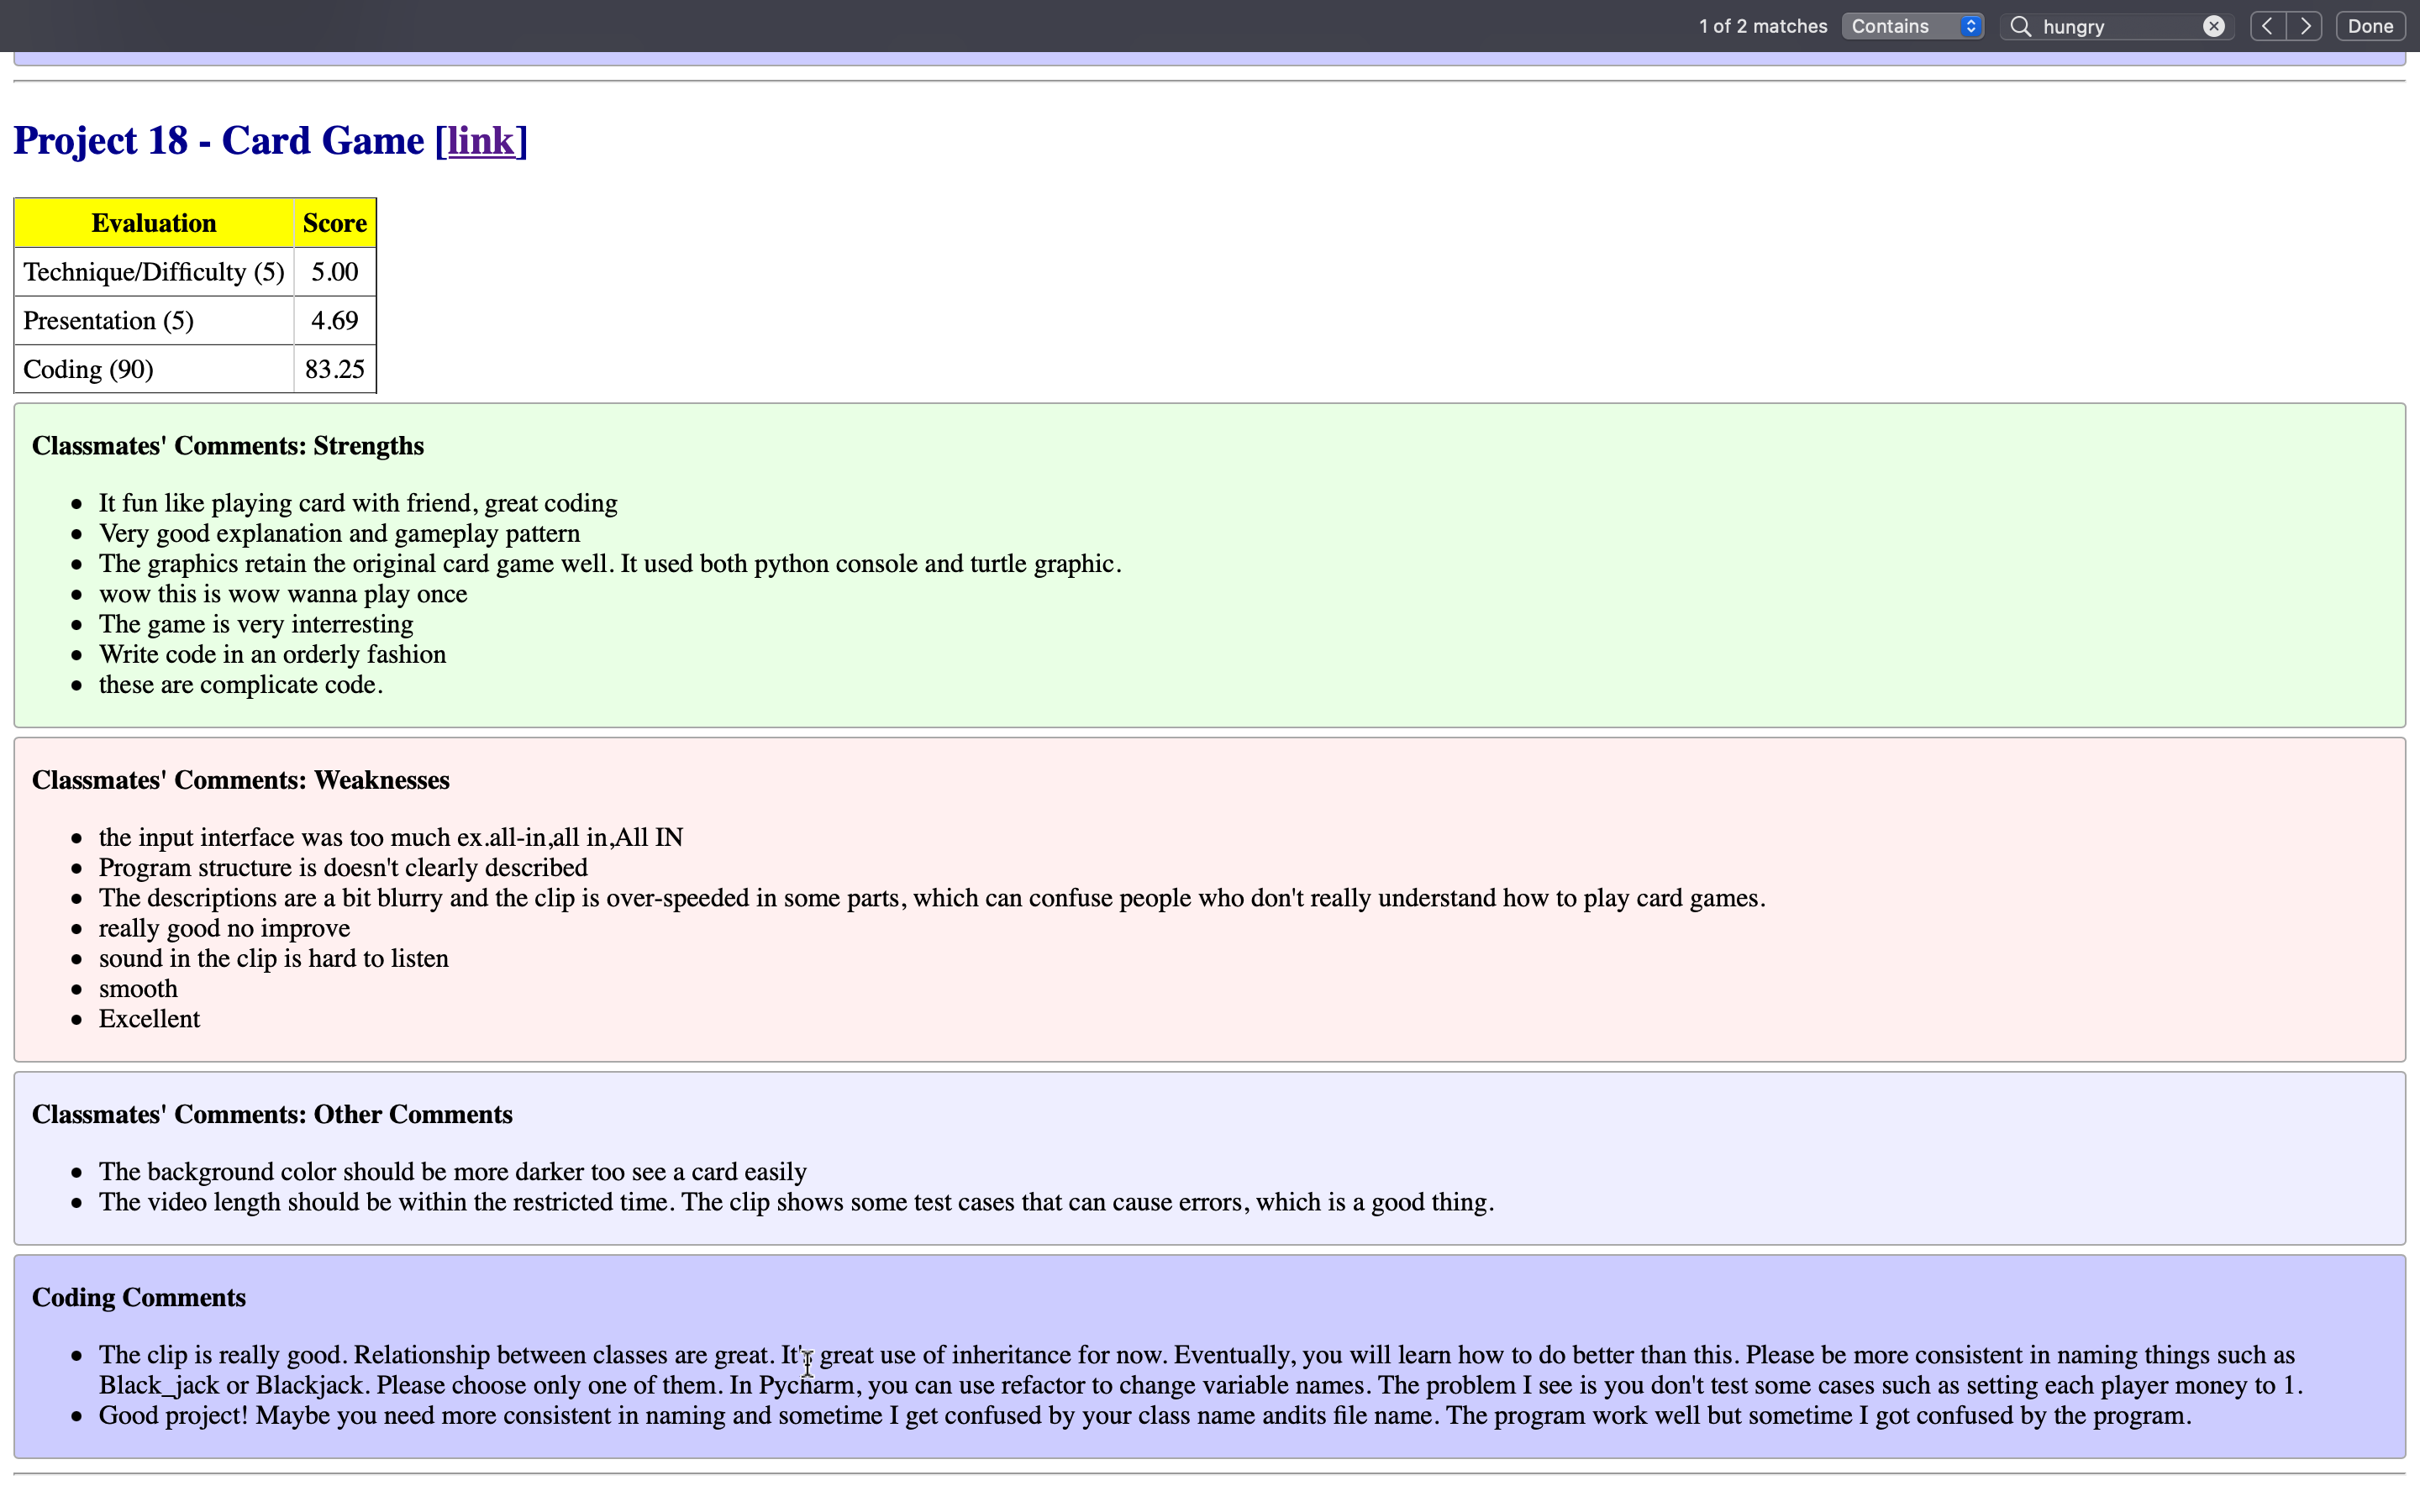 1 of 2 matches Contains hungry Done
Project 18 - Card Game [link]
Evaluation Score
Technique/Difficulty (5) 5.00
Presentation (5) 4.69
Coding (90) 83.25
Classmates' Comments: Strengths
It fun like playing card with friend, great coding
Very good explanation and gameplay pattern
The graphics retain the original card game well. It used both python console and turtle graphic.
wow this is wow wanna play once
The game is very interresting
Write code in an orderly fashion
these are complicate code.
Classmates' Comments: Weaknesses
the input interface was too much ex.all-in,all in,All IN
Program structure is doesn't clearly described
The descriptions are a bit blurry and the clip is over-speeded in some parts, which can confuse people who don't really understand how to play card games.
really good no improve
sound in the clip is hard to listen
smooth
Excellent
Classmates' Comments: Other Comments
The background color should be more darker too see a card easily
The video length should be within the restricted time. The clip shows some test cases that can cause errors, which is a good thing.
Coding Comments
The clip is really good. Relationship between classes are great. It's great use of inheritance for now. Eventually, you will learn how to do better than this. Please be more consistent in naming things such as
Black_jack or Blackjack. Please choose only one of them. In Pycharm, you can use refactor to change variable names. The problem I see is you don't test some cases such as setting each player money to 1.
Good project! Maybe you need more consistent in naming and sometime I get confused by your class name andits file name. The program work well but sometime I got confused by the program.